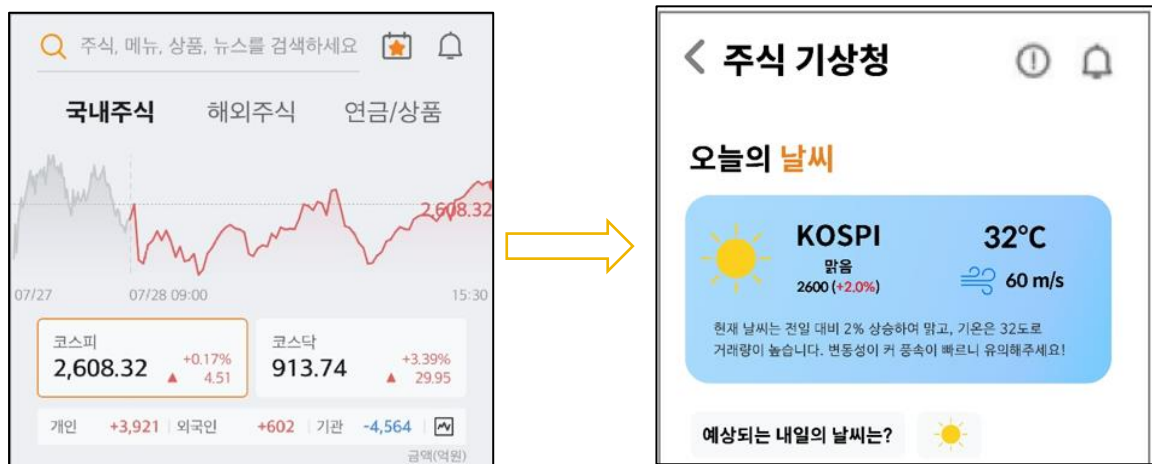 주식, 메뉴, 상품, 뉴스를 검색하세요
국내주식 해외주식 연금/상품
2,608.32
07/27 07/28 09:00 15:30
코스피
2,608.32 +0.17%
▲ 4.51
코스닥
913.74 +3.39%
▲ 29.95
개인 +3,921 외국인 +602 기관 -4,564
금액(억원)
주식 기상청
오늘의 날씨
KOSPI
맑음
2600 (+2.0%)
32°C
60 m/s
현재 날씨는 전일 대비 2% 상승하여 맑고, 기온은 32도로
거래량이 높습니다. 변동성이 커 풍속이 빠르니 유의해주세요!
예상되는 내일의 날씨는?